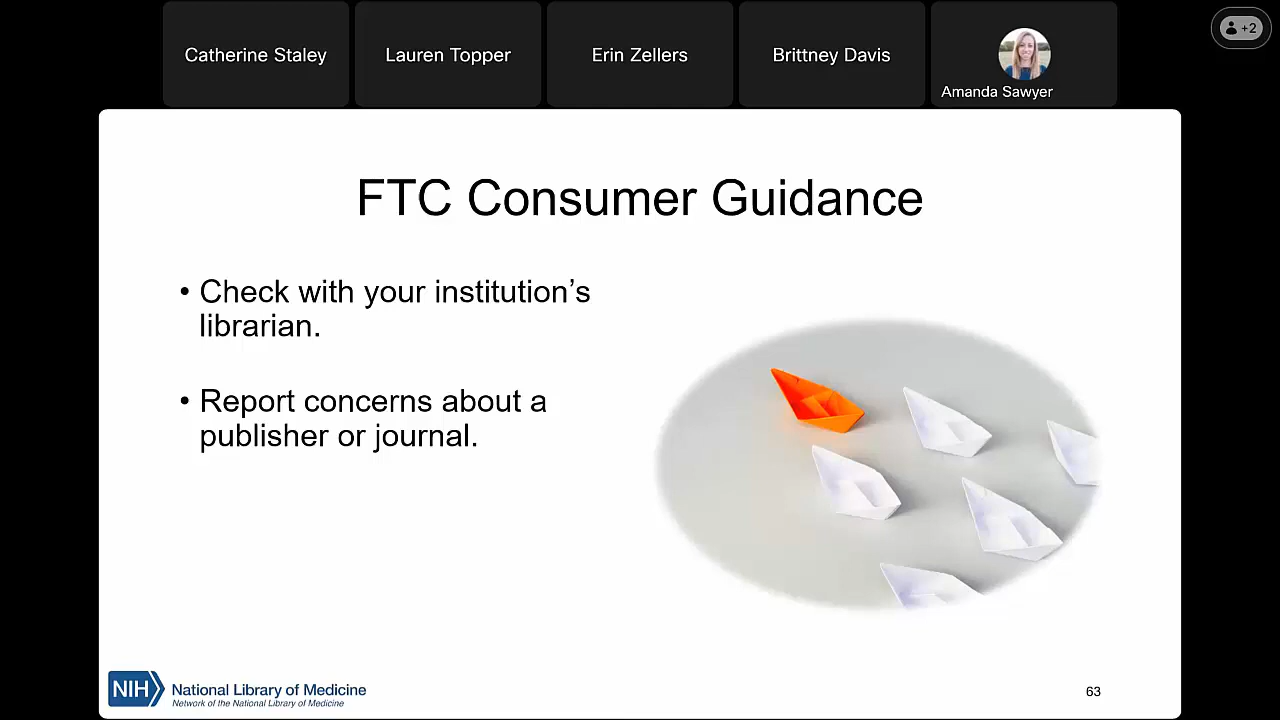 Catherine Staley
Lauren Topper
Erin Zellers
Brittney Davis
Amanda Sawyer
+2
FTC Consumer Guidance
• Check with your institution’s
librarian.
• Report concerns about a
publisher or journal.
NIH
National Library of Medicine
Network of the National Library of Medicine
63